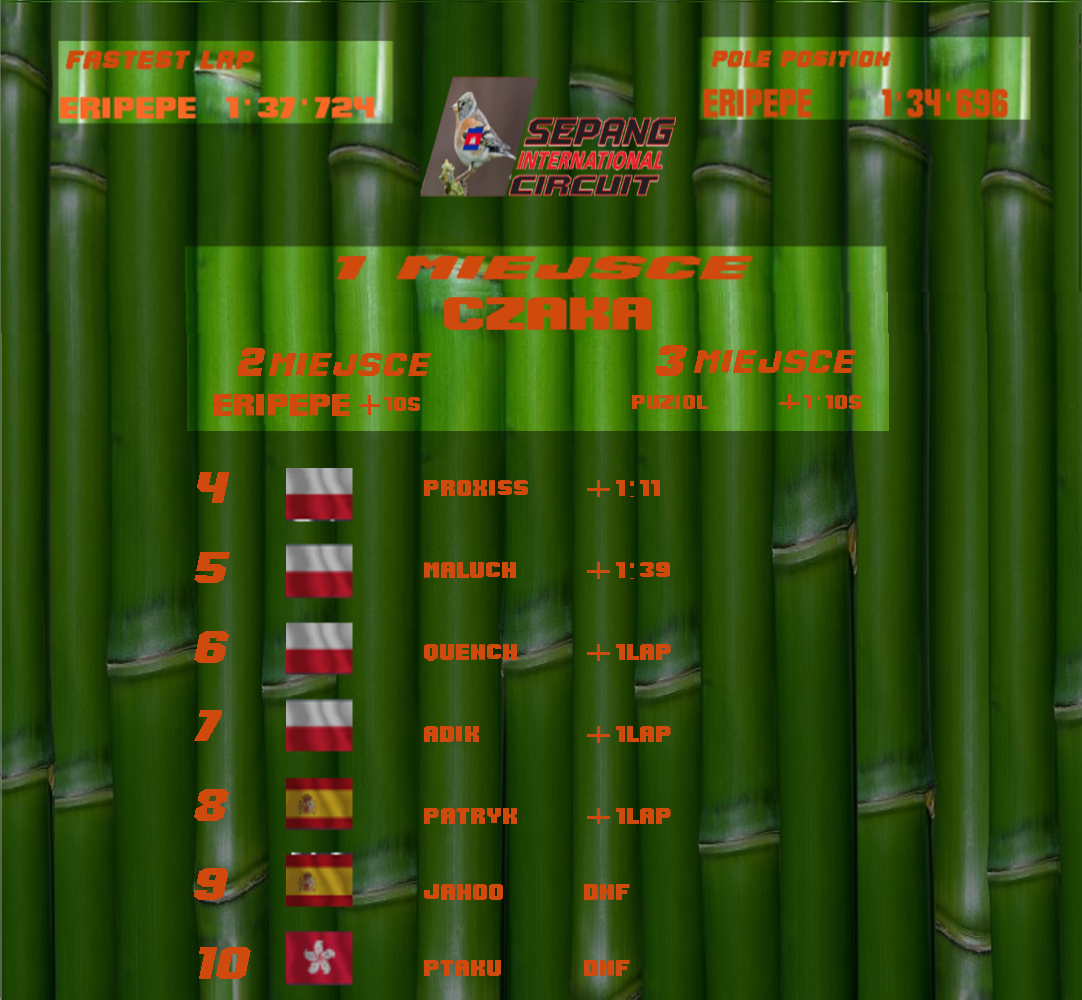 FASTEST LAP
ERIPEPE 1'37'724
POLE POSITION
ERIPEPE 1'34'696
SEPANG
INTERNATIONAL
CIRCUIT
1 MIEJSCE
CZAKA
2 MIEJSCE
ERIPEPE +10S
3 MIEJSCE
PUZIOL +1'10S
4 PROXISS +1:11
5 MALUCH +1:39
6 QUENCH +1LAP
7 ADIK +1LAP
8 PATRYK +1LAP
9 JAHOO DNF
10 PTAKU DNF